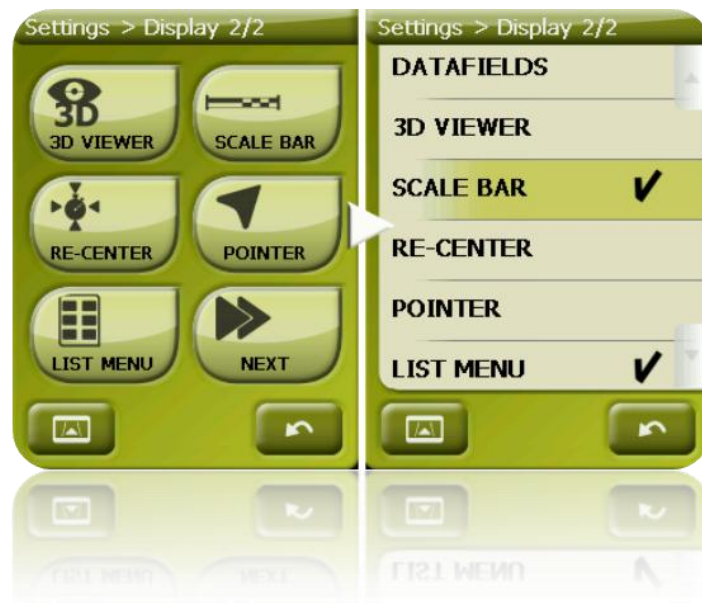 Settings > Display 2/2
3D
3D VIEWER
SCALE BAR
RE-CENTER
POINTER
LIST MENU
NEXT
Settings > Display 2/2
DATAFIELDS
3D VIEWER
SCALE BAR
RE-CENTER
POINTER
LIST MENU